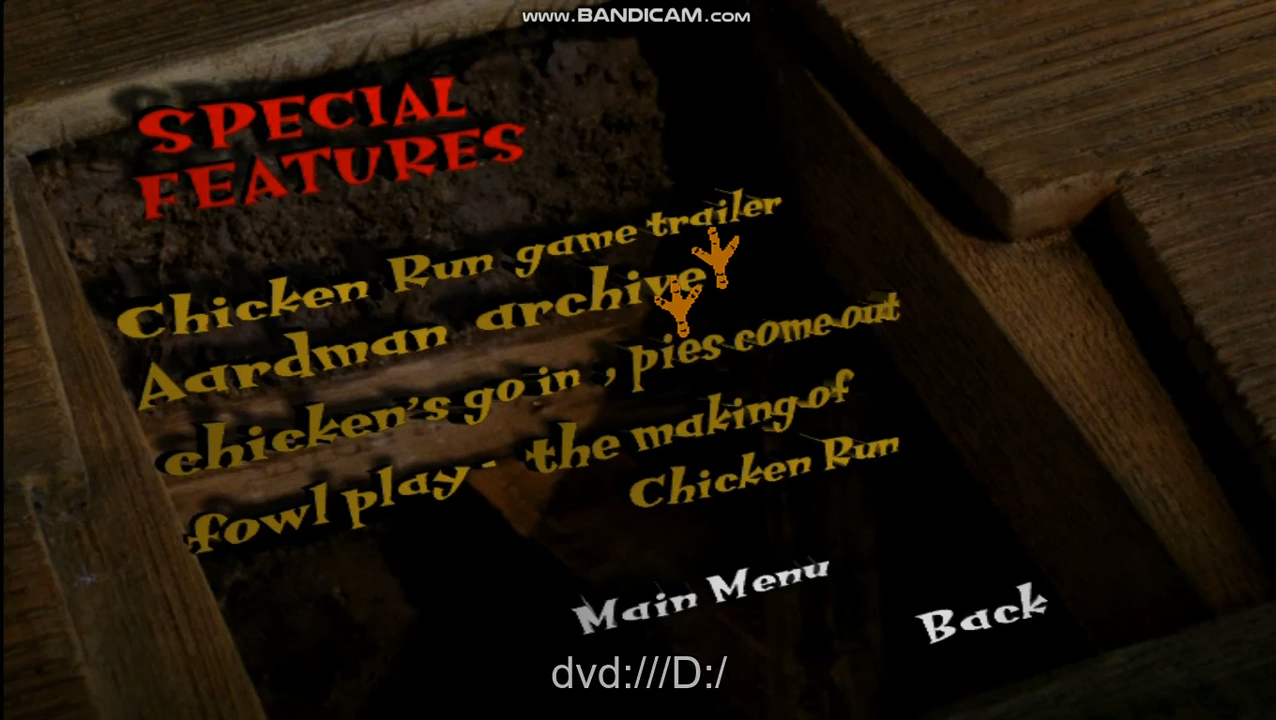 www.BANDICAM.com
SPECIAL
FEATURES
Chicken Run game trailer
Aardman archive
chicken's go in , pies come out
fowl play - the making of
Chicken Run
Main Menu
Back
dvd:///D:/